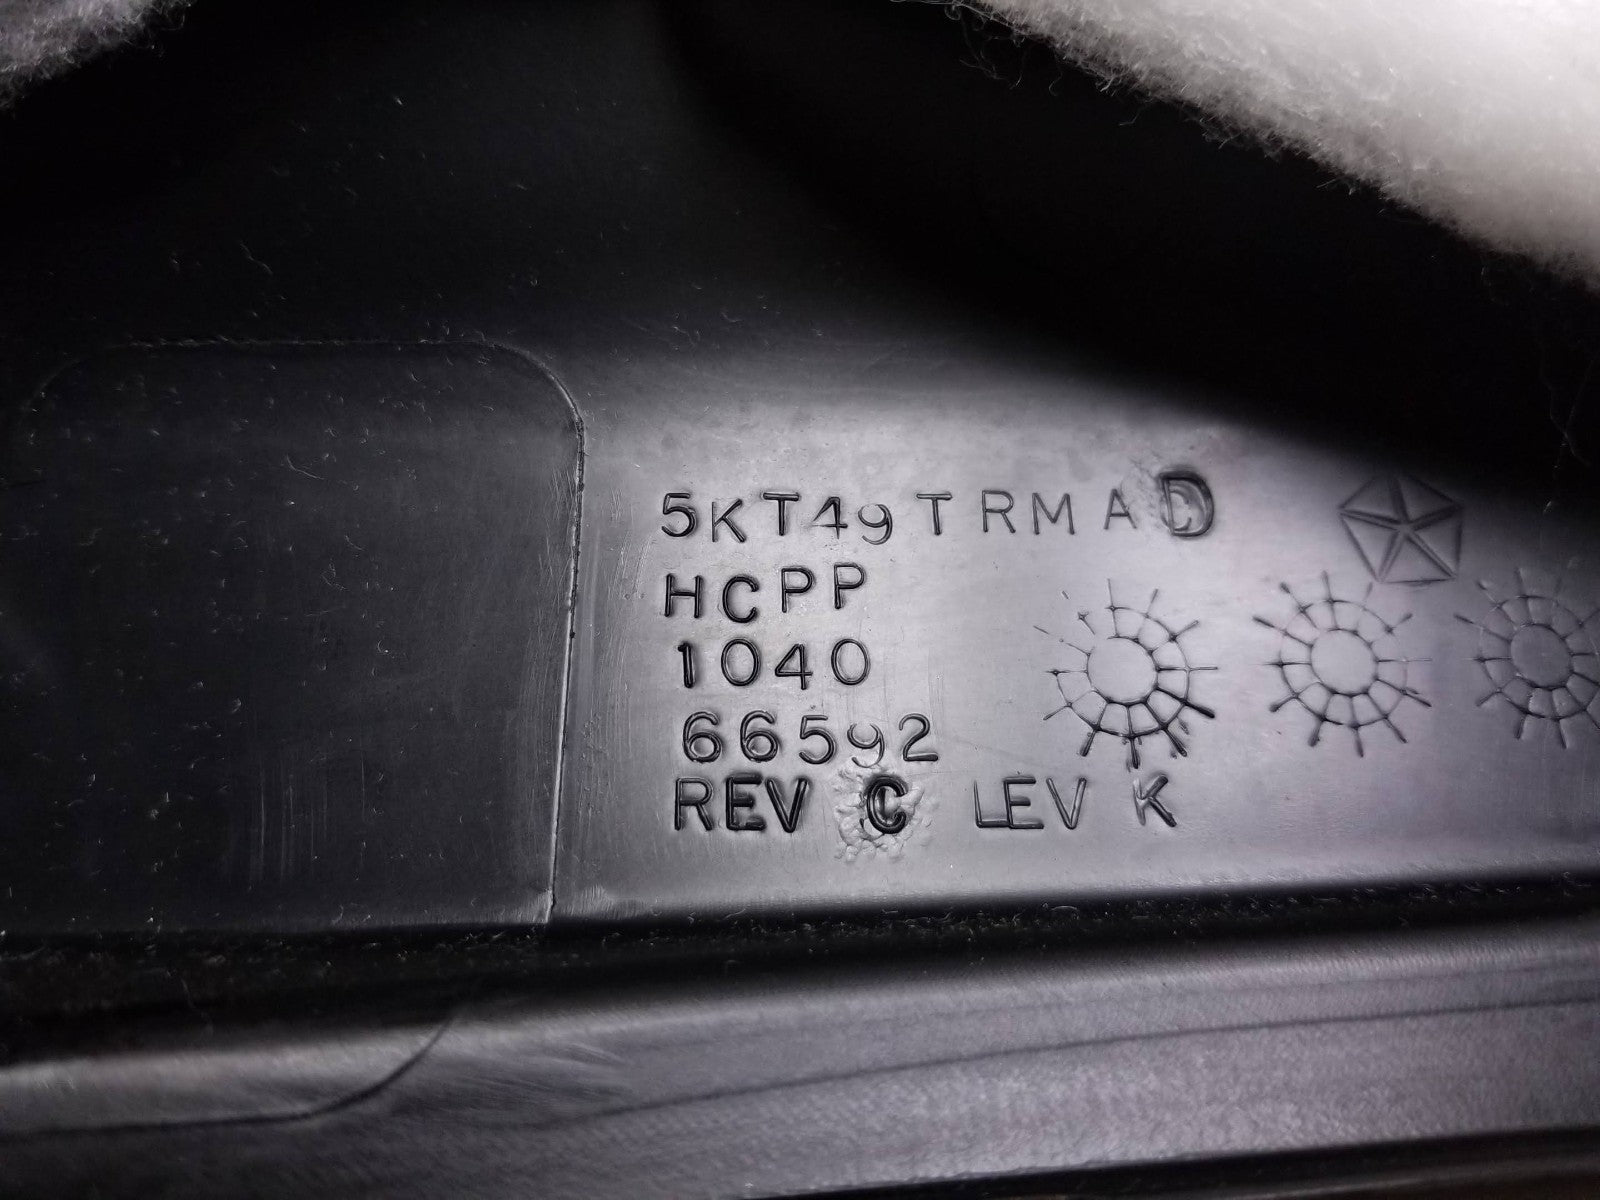 5KT49TRMAD
HCPP
1040
66592
REV C LEV K